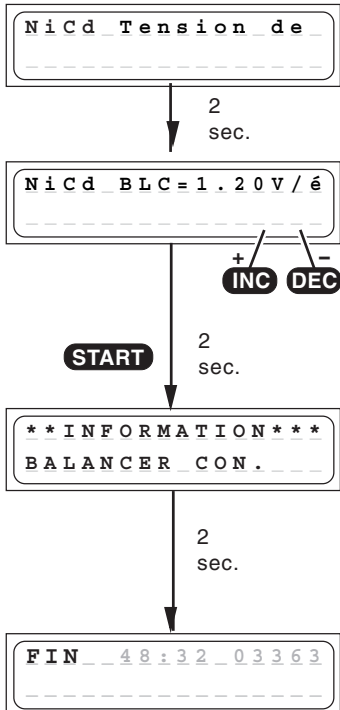 NiCd Tension de
2
sec.
NiCd BLC=1.20V/é
+ -
INC DEC
START
2
sec.
**INFORMATION***
BALANCER CON.
2
sec.
FIN 48:32 03363